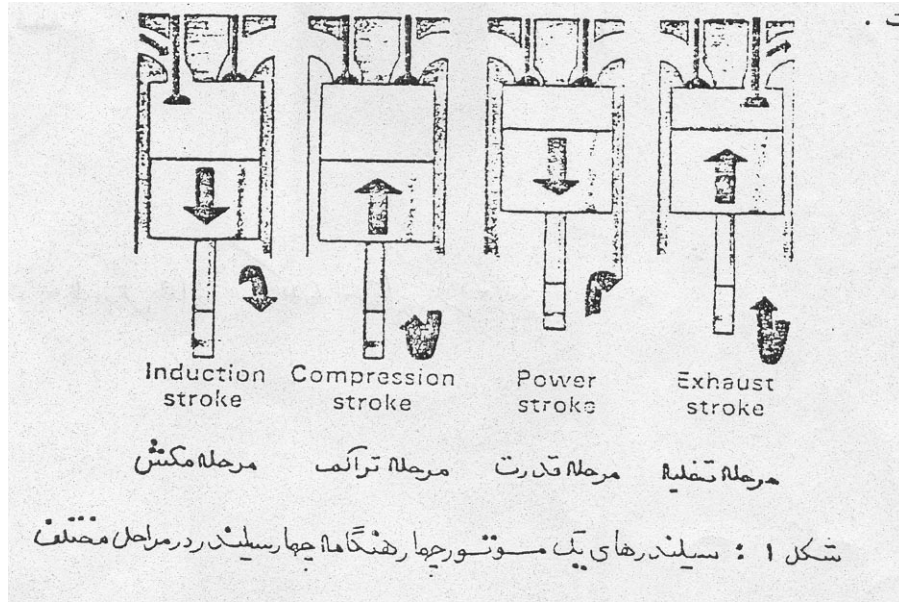 Induction stroke
Compression stroke
Power stroke
Exhaust stroke
مرحله مکش
مرحله تراکم
مرحله قدرت
مرحله تخلیه
شکل ۱ : سیلندرهای یک موتور چهارهنگامه چهارسیلندر در مراحل مختلف